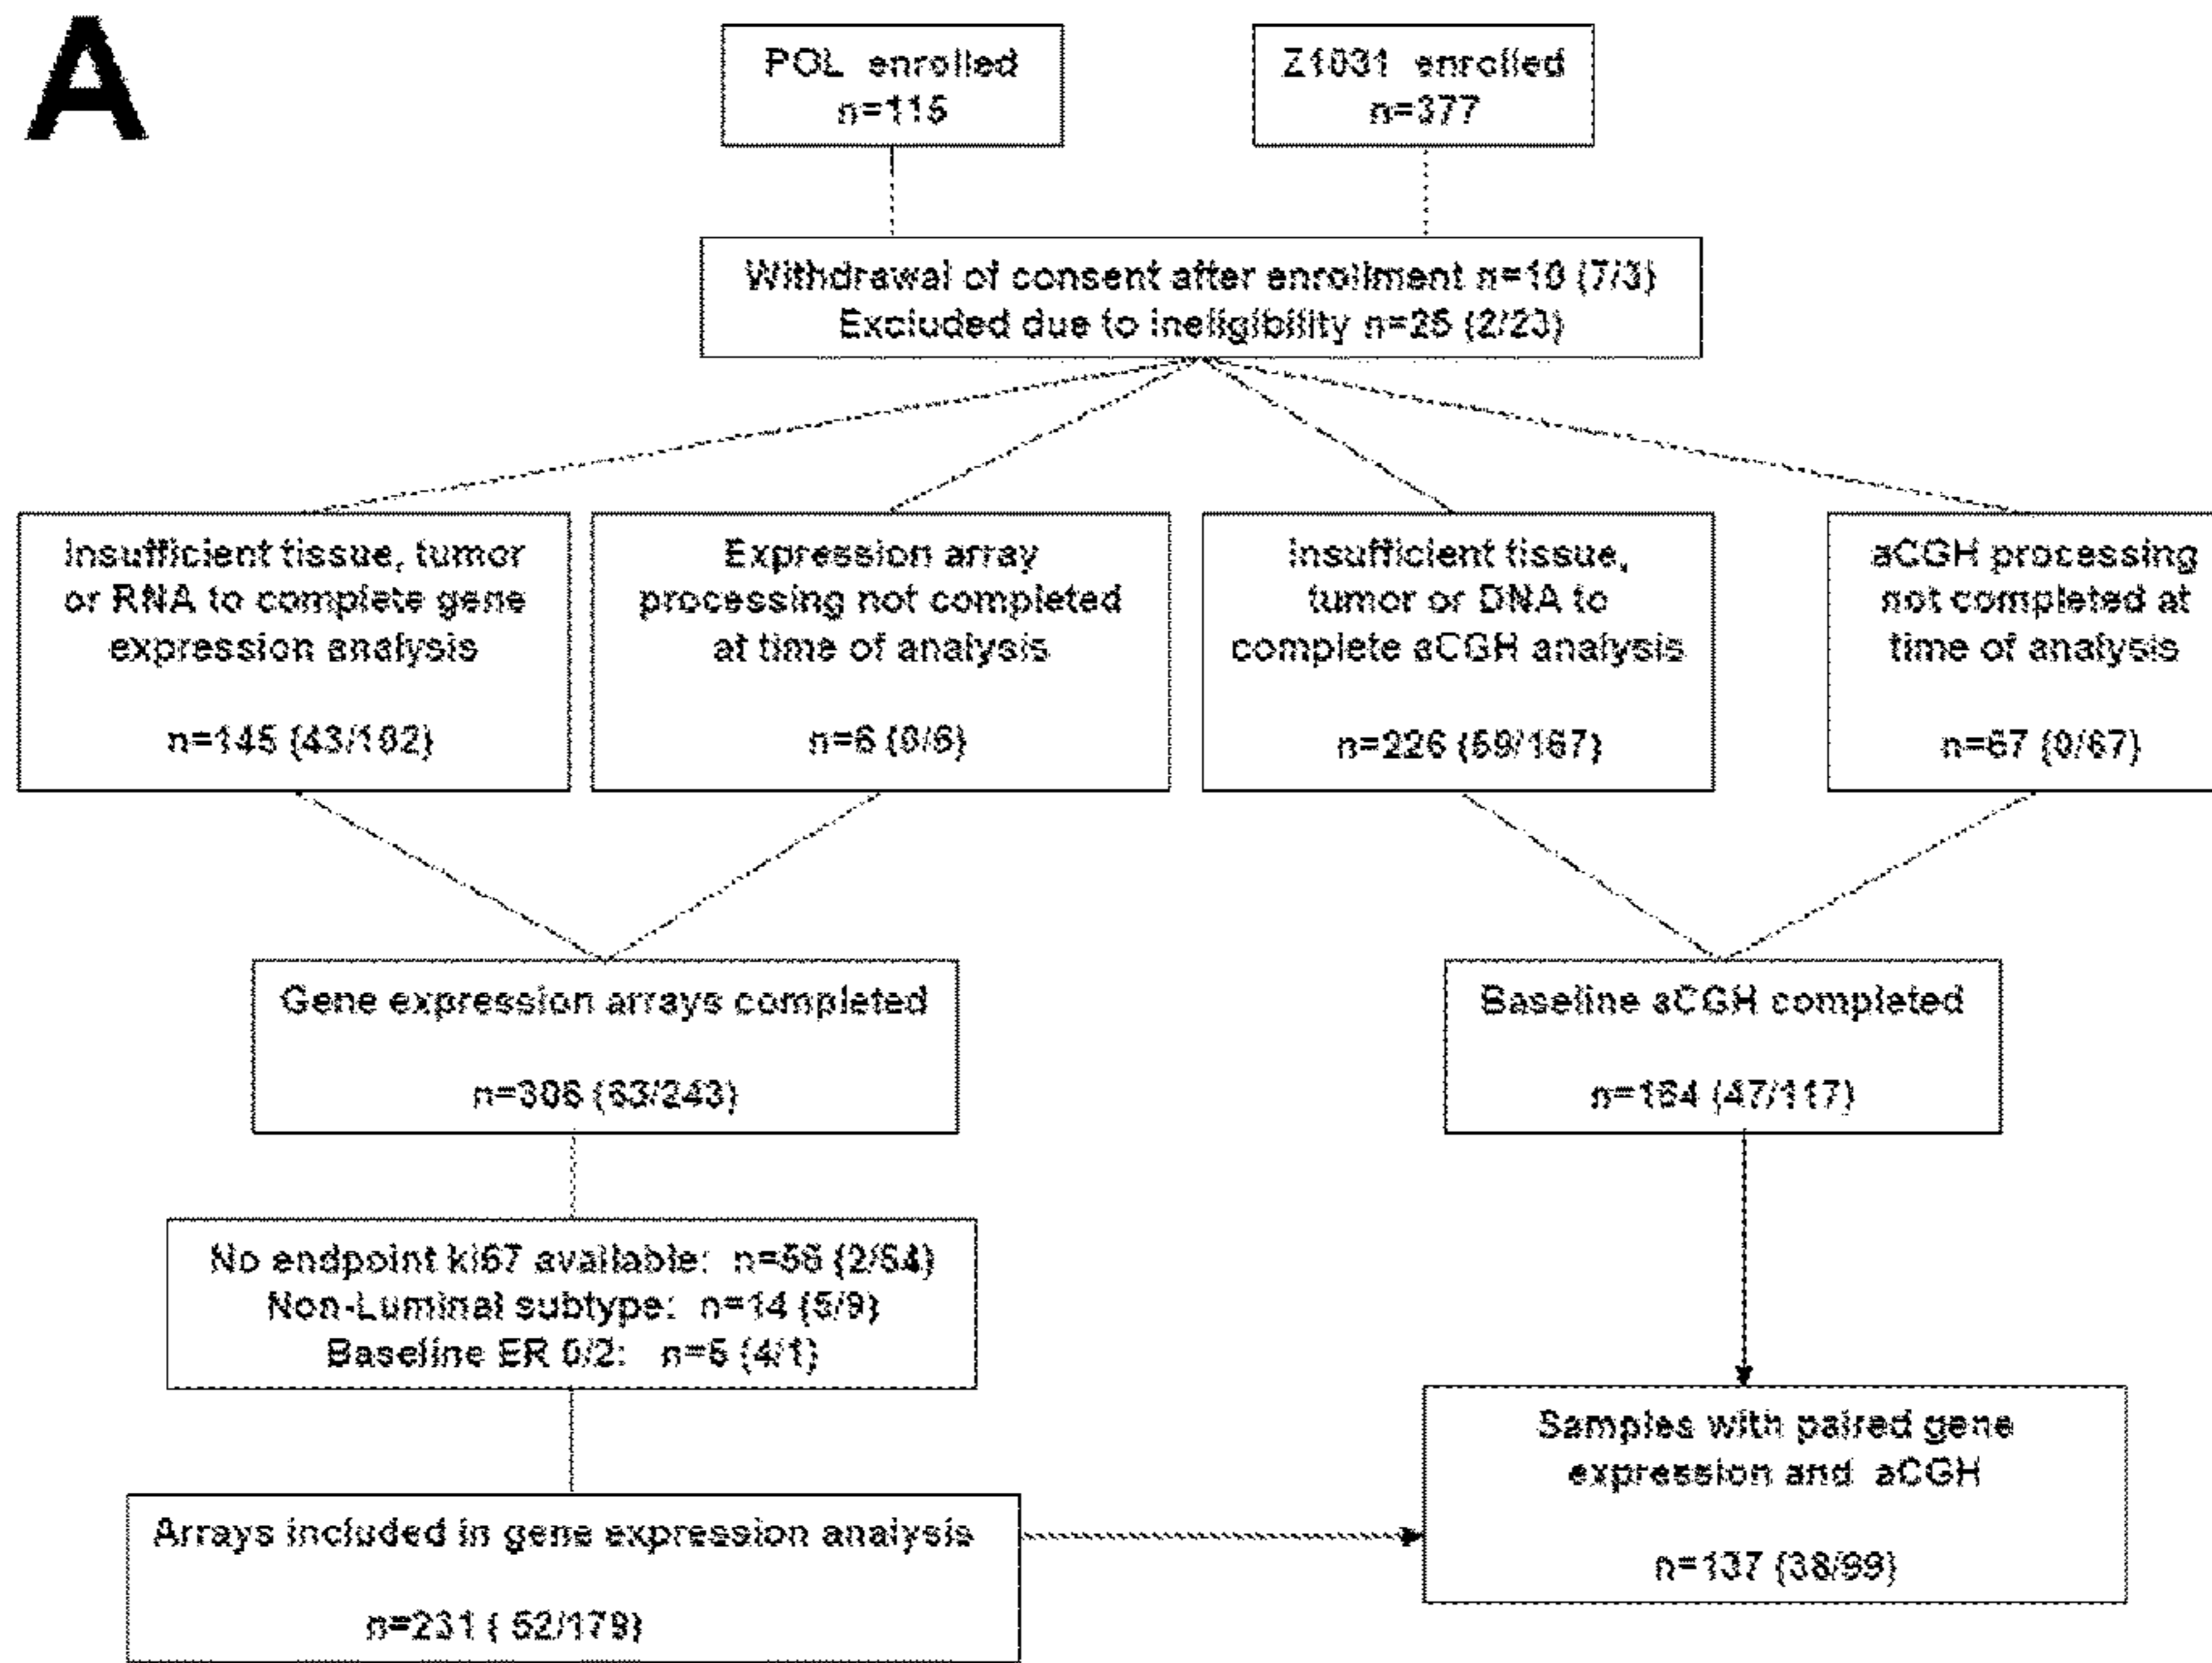 A
POL enrolled
n=115
Z1031 enrolled
n=377
Withdrawal of consent after enrollment n=10 (7/3)
Excluded due to ineligibility n=25 (2/23)
Insufficient tissue, tumor
or RNA to complete gene
expression analysis
n=145 (43/102)
Expression array
processing not completed
at time of analysis
n=6 (0/6)
Insufficient tissue,
tumor or DNA to
complete aCGH analysis
n=226 (59/167)
aCGH processing
not completed at
time of analysis
n=67 (0/67)
Gene expression arrays completed
n=306 (63/243)
Baseline aCGH completed
n=164 (47/117)
No endpoint ki67 available: n=56 (2/54)
Non-Luminal subtype: n=14 (5/9)
Baseline ER 0/2: n=5 (4/1)
Samples with paired gene
expression and aCGH
n=137 (38/99)
Arrays included in gene expression analysis
n=231 ( 52/179)